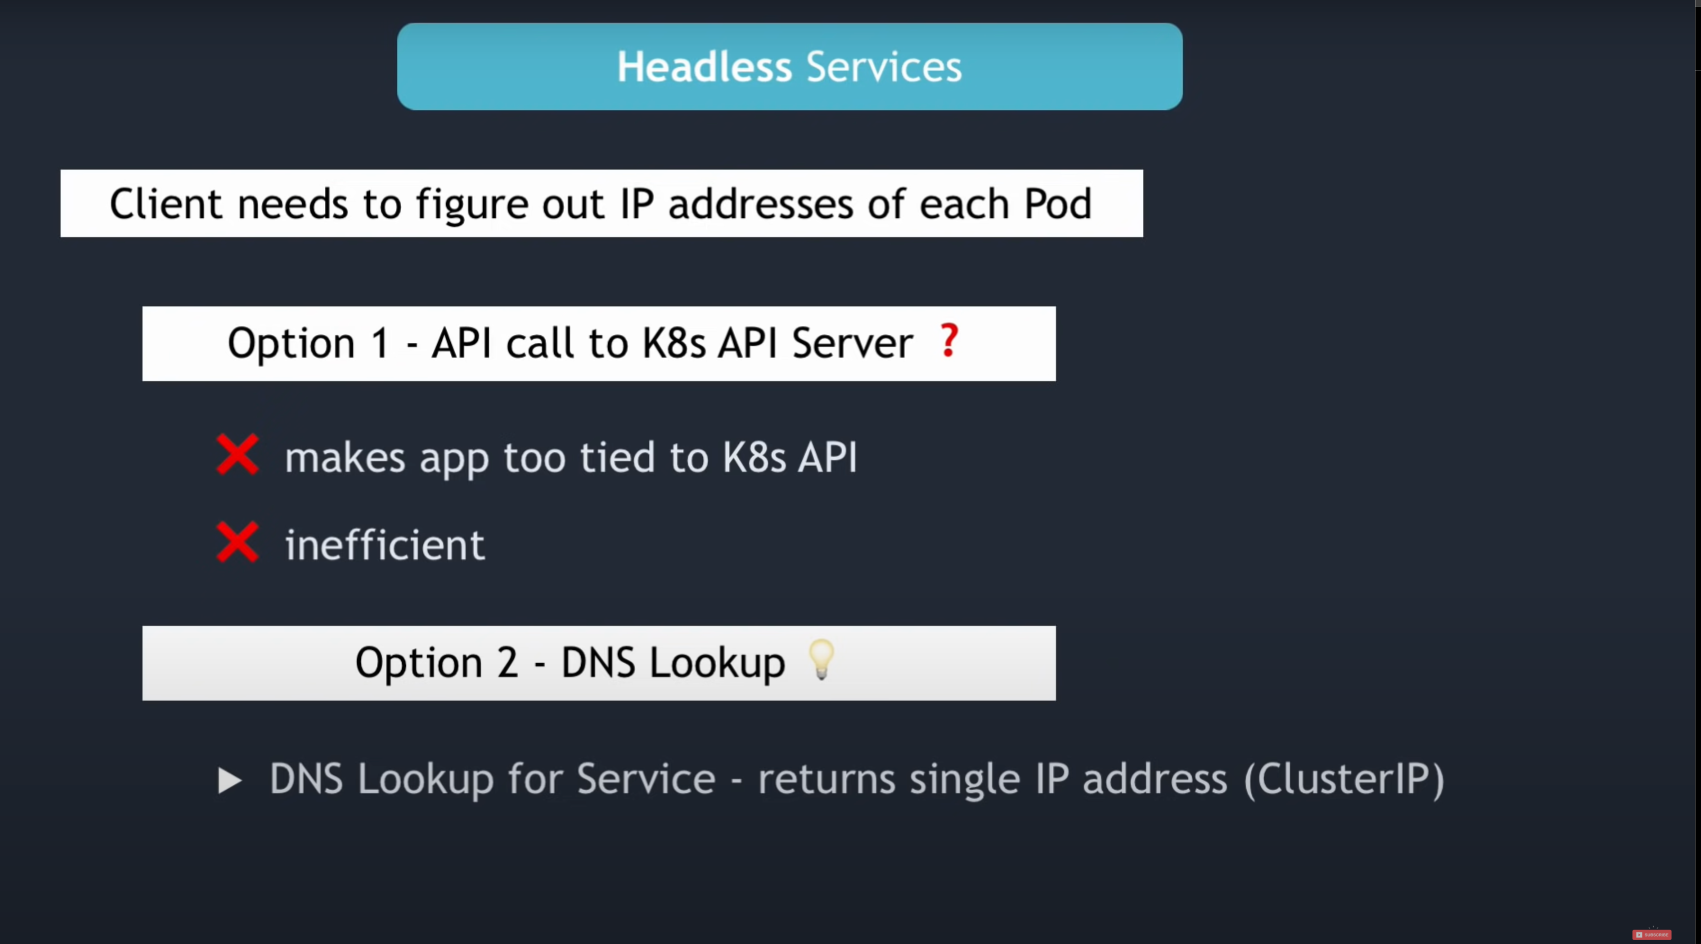 Headless Services
Client needs to figure out IP addresses of each Pod
Option 1 - API call to K8s API Server ?
makes app too tied to K8s API
inefficient
Option 2 - DNS Lookup
DNS Lookup for Service - returns single IP address (ClusterIP)
SUBSCRIBE